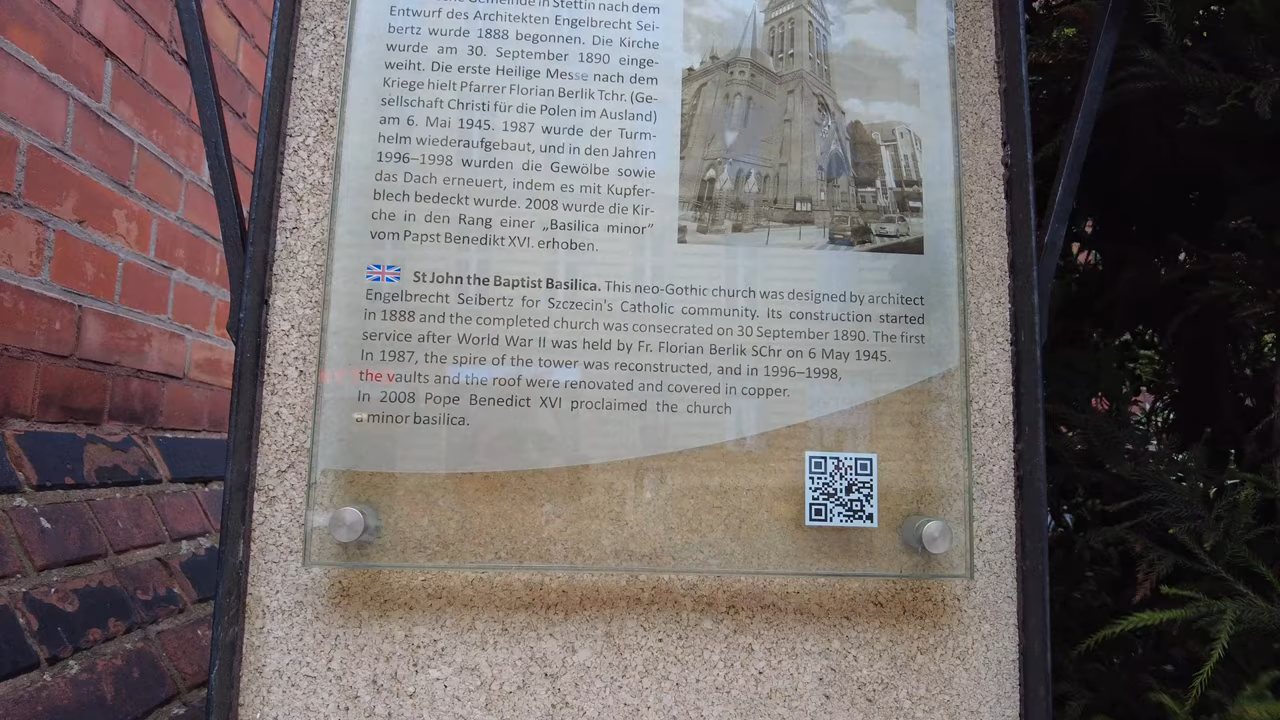 Gemeinde in Stettin nach dem
Entwurf des Architekten Engelbrecht Sei-
bertz wurde 1888 begonnen. Die Kirche
wurde am 30. September 1890 einge-
weiht. Die erste Heilige Messe nach dem
Kriege hielt Pfarrer Florian Berlik Tchr. (Ge-
sellschaft Christi für die Polen im Ausland)
am 6. Mai 1945. 1987 wurde der Turm-
helm wiederaufgebaut, und in den Jahren
1996–1998 wurden die Gewölbe sowie
das Dach erneuert, indem es mit Kupfer-
blech bedeckt wurde. 2008 wurde die Kir-
che in den Rang einer „Basilica minor”
vom Papst Benedikt XVI. erhoben.
St John the Baptist Basilica. This neo-Gothic church was designed by architect
Engelbrecht Seibertz for Szczecin's Catholic community. Its construction started
in 1888 and the completed church was consecrated on 30 September 1890. The first
service after World War II was held by Fr. Florian Berlik SChr on 6 May 1945.
In 1987, the spire of the tower was reconstructed, and in 1996–1998,
the vaults and the roof were renovated and covered in copper.
In 2008 Pope Benedict XVI proclaimed the church
a minor basilica.